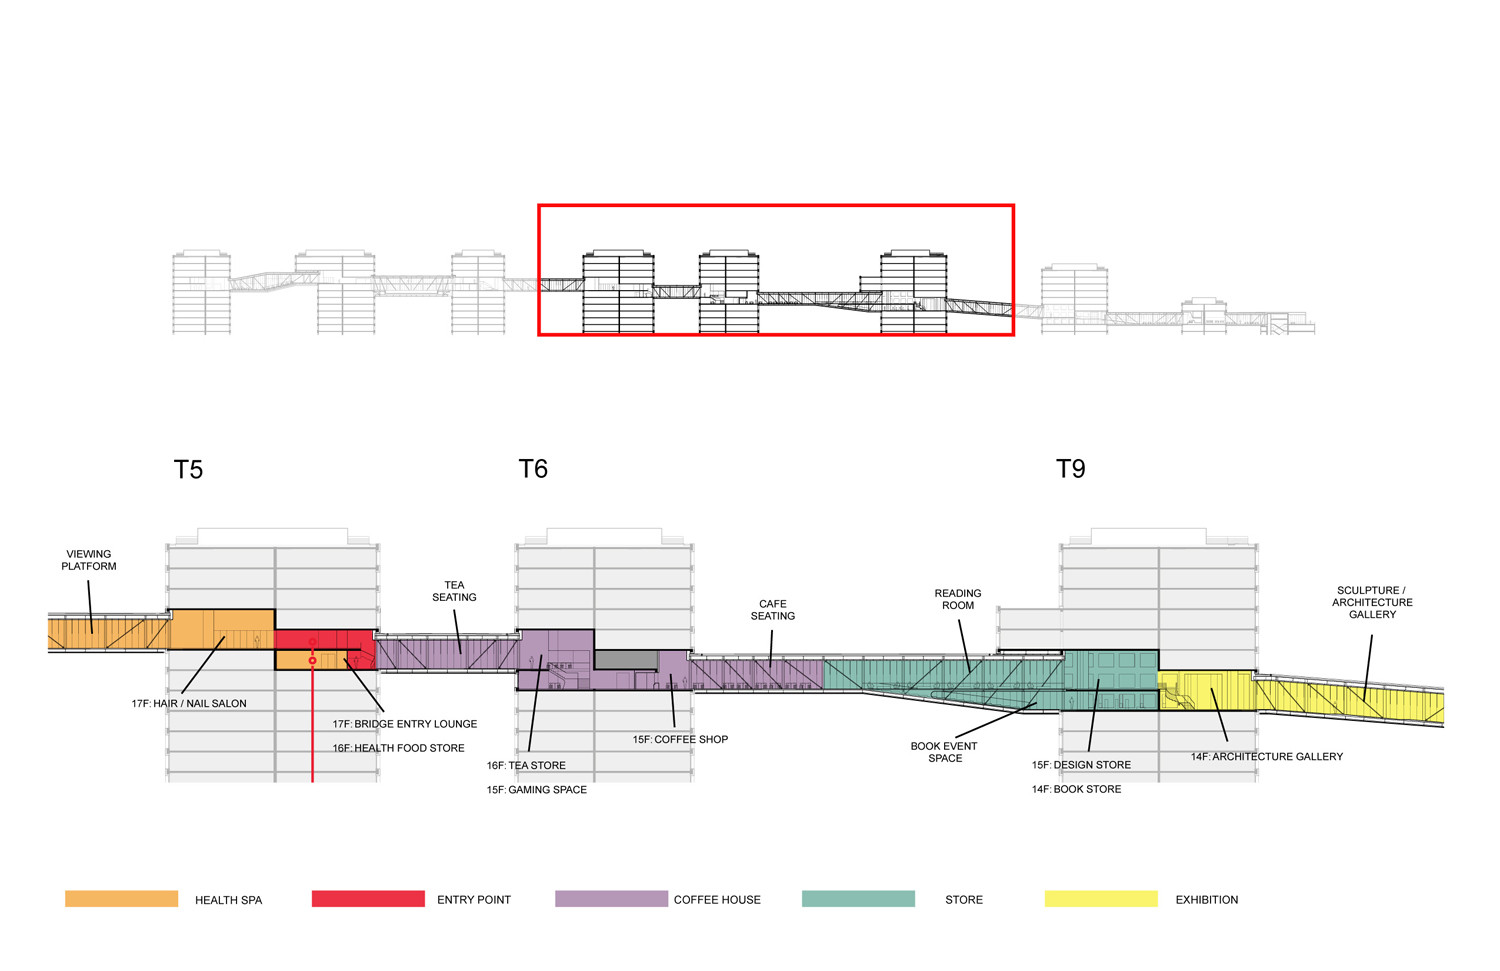 T5
T6
T9
VIEWING
PLATFORM
TEA
SEATING
CAFE
SEATING
READING
ROOM
SCULPTURE /
ARCHITECTURE
GALLERY
17F: HAIR / NAIL SALON
17F: BRIDGE ENTRY LOUNGE
16F: HEALTH FOOD STORE
16F: TEA STORE
15F: GAMING SPACE
15F: COFFEE SHOP
BOOK EVENT
SPACE
15F: DESIGN STORE
14F: BOOK STORE
14F: ARCHITECTURE GALLERY
HEALTH SPA
ENTRY POINT
COFFEE HOUSE
STORE
EXHIBITION